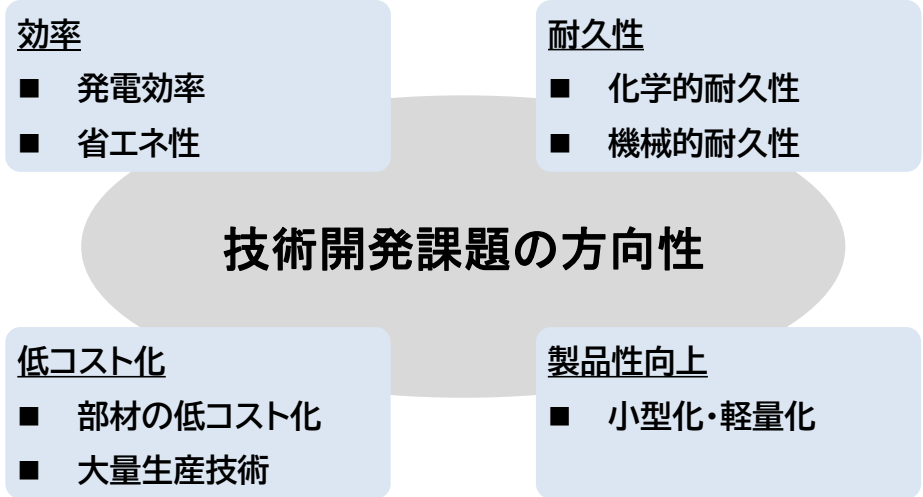 効率
■ 発電効率
■ 省エネ性
耐久性
■ 化学的耐久性
■ 機械的耐久性
技術開発課題の方向性
低コスト化
■ 部材の低コスト化
■ 大量生産技術
製品性向上
■ 小型化・軽量化